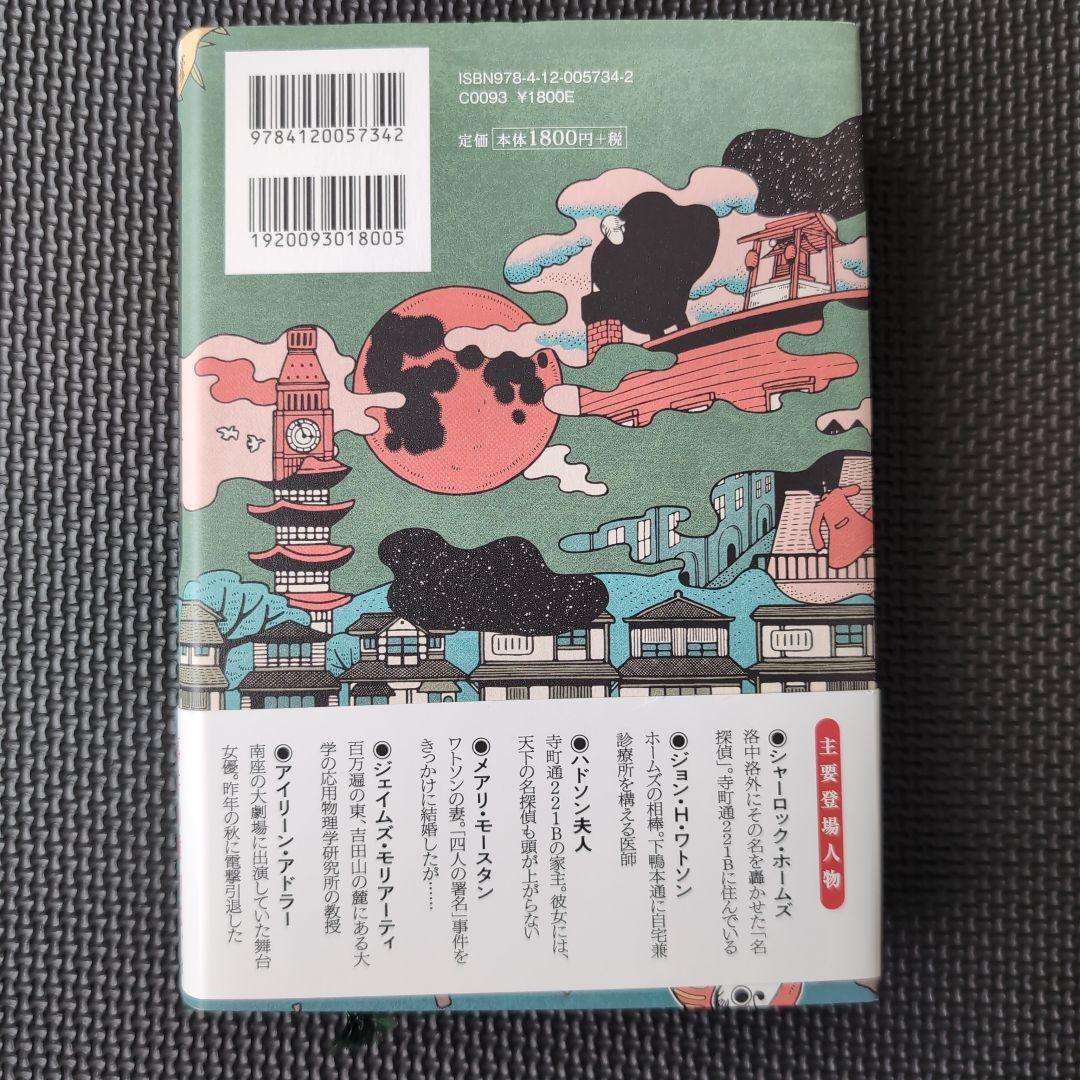 ISBN978-4-12-005734-2
C0093 ¥1800E
定価 本体1800円+税
9784120057342
1920093018005
主要登場人物
●シャーロック・ホームズ
洛中洛外にその名を轟かせた「名
探偵」。寺町通221Bに住んでいる
●ジョン・H・ワトソン
ホームズの相棒。下鴨本通に自宅兼
診療所を構える医師
●ハドソン夫人
寺町通221Bの家主。彼女には、
天下の名探偵も頭が上がらない
●メアリ・モースタン
ワトソンの妻。「四人の署名」事件を
きっかけに結婚したが……
●ジェイムズ・モリアーティ
百万遍の東、吉田山の麓にある大
学の応用物理学研究所の教授
●アイリーン・アドラー
南座の大劇場に出演していた舞台
女優。昨年の秋に電撃引退した